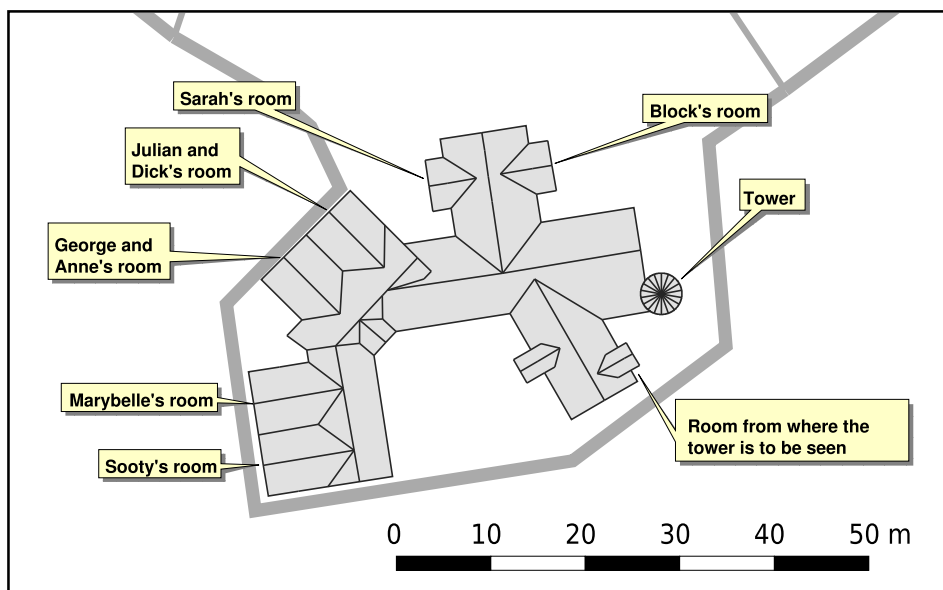 Sarah's room
Block's room
Julian and
Dick's room
Tower
George and
Anne's room
Marybelle's room
Room from where the
tower is to be seen
Sooty's room
0 10 20 30 40 50 m